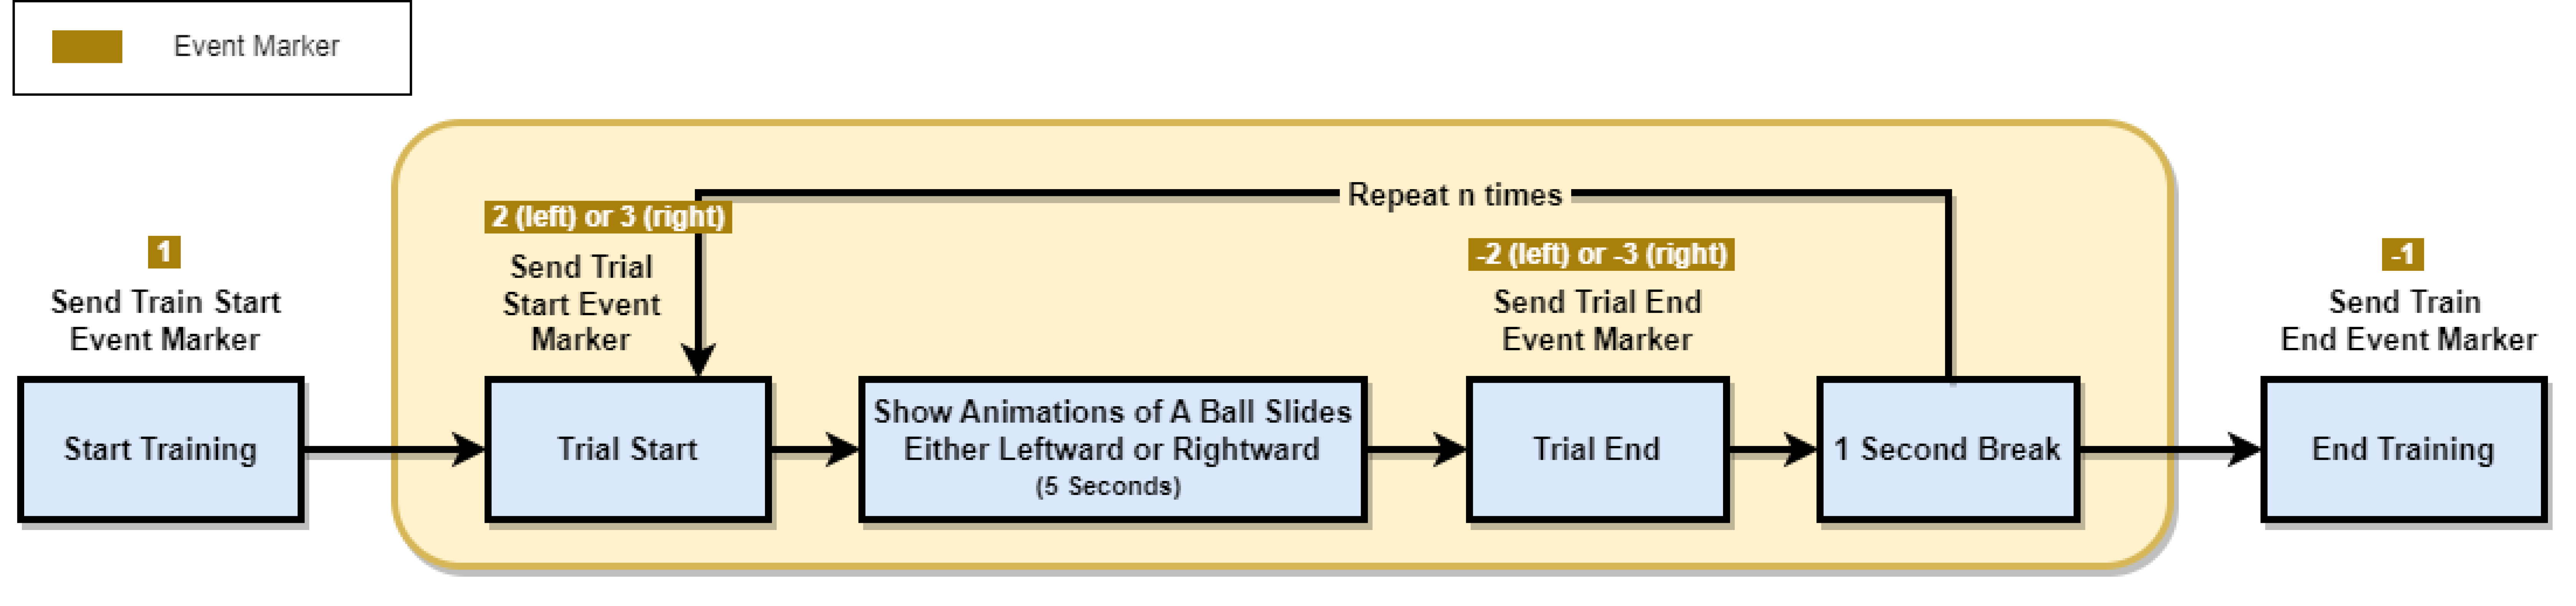 Event Marker
Repeat n times
2 (left) or 3 (right)
Send Trial
Start Event
Marker
1
Send Train Start
Event Marker
-2 (left) or -3 (right)
Send Trial End
Event Marker
-1
Send Train
End Event Marker
Start Training
Trial Start
Show Animations of A Ball Slides
Either Leftward or Rightward
(5 Seconds)
Trial End
1 Second Break
End Training